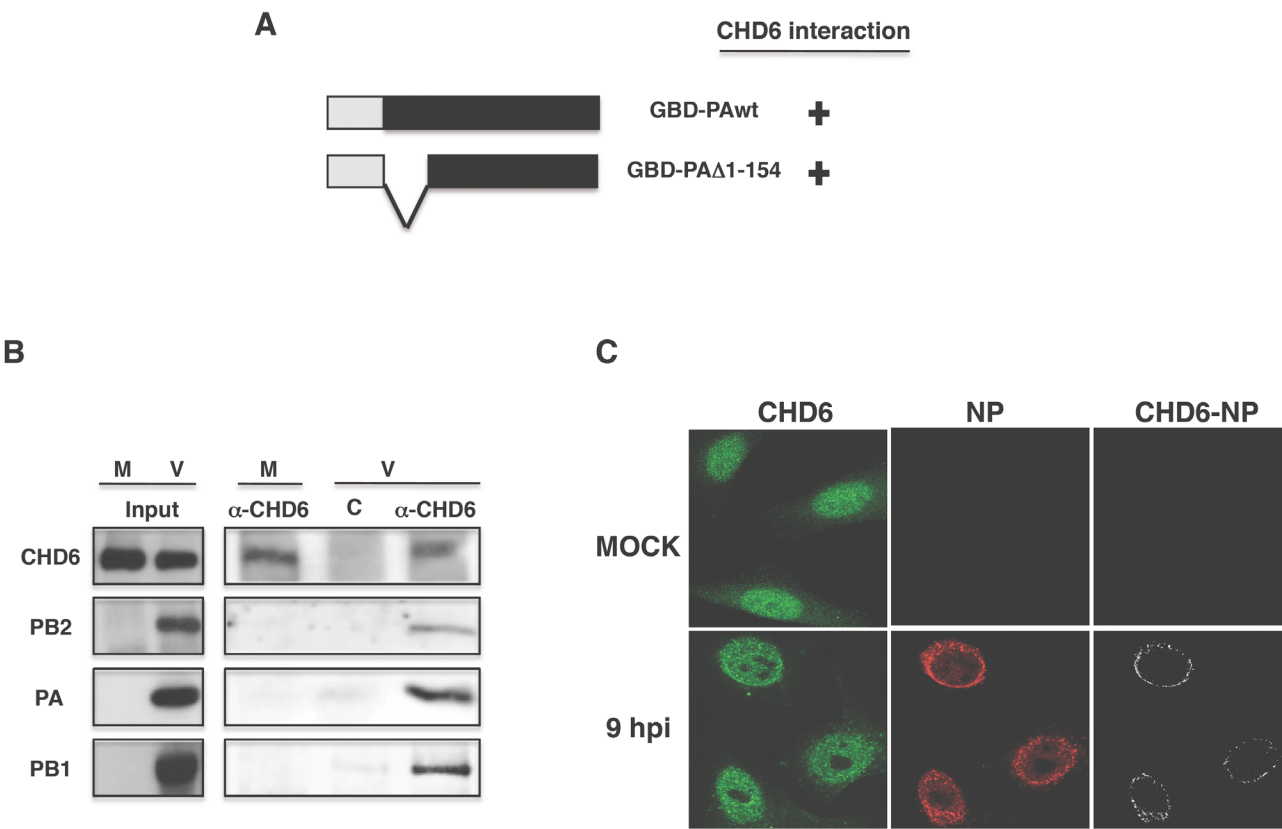 A
CHD6 interaction
GBD-PAwt +
GBD-PAΔ1-154 +
B
M V M V
Input α-CHD6 C α-CHD6
CHD6
PB2
PA
PB1
C
CHD6 NP CHD6-NP
MOCK
9 hpi